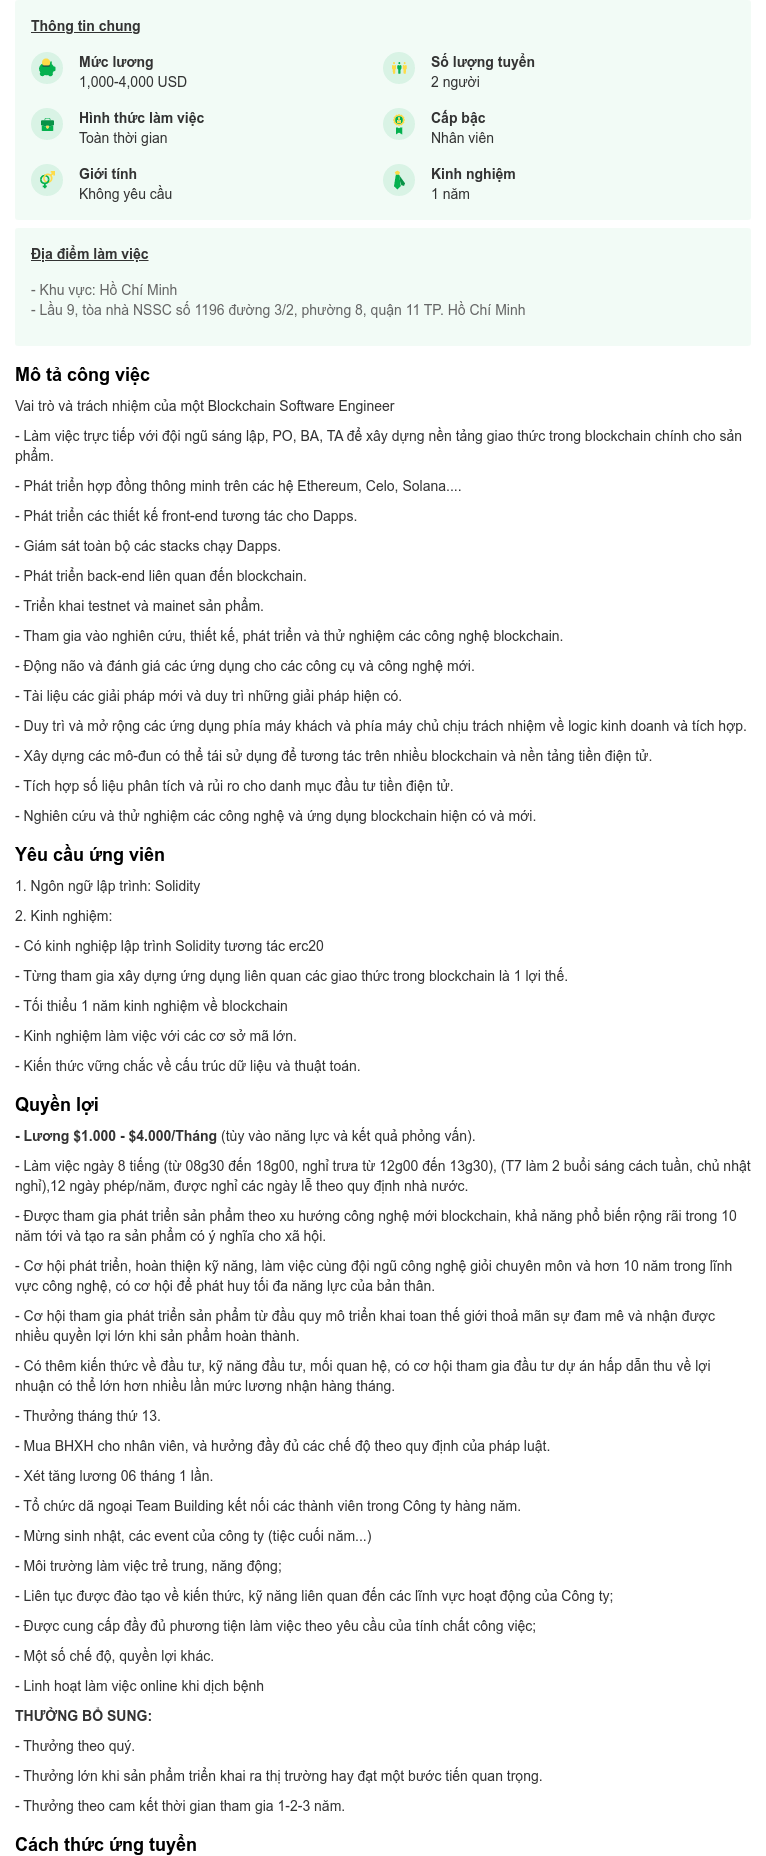 Thông tin chung
Mức lương
1,000-4,000 USD
Số lượng tuyển
2 người
Hình thức làm việc
Toàn thời gian
Cấp bậc
Nhân viên
Giới tính
Không yêu cầu
Kinh nghiệm
1 năm
Địa điểm làm việc
- Khu vực: Hồ Chí Minh
- Lầu 9, tòa nhà NSSC số 1196 đường 3/2, phường 8, quận 11 TP. Hồ Chí Minh
Mô tả công việc
Vai trò và trách nhiệm của một Blockchain Software Engineer
- Làm việc trực tiếp với đội ngũ sáng lập, PO, BA, TA để xây dựng nền tảng giao thức trong blockchain chính cho sản
phẩm.
- Phát triển hợp đồng thông minh trên các hệ Ethereum, Celo, Solana....
- Phát triển các thiết kế front-end tương tác cho Dapps.
- Giám sát toàn bộ các stacks chạy Dapps.
- Phát triển back-end liên quan đến blockchain.
- Triển khai testnet và mainet sản phẩm.
- Tham gia vào nghiên cứu, thiết kế, phát triển và thử nghiệm các công nghệ blockchain.
- Động não và đánh giá các ứng dụng cho các công cụ và công nghệ mới.
- Tài liệu các giải pháp mới và duy trì những giải pháp hiện có.
- Duy trì và mở rộng các ứng dụng phía máy khách và phía máy chủ chịu trách nhiệm về logic kinh doanh và tích hợp.
- Xây dựng các mô-đun có thể tái sử dụng để tương tác trên nhiều blockchain và nền tảng tiền điện tử.
- Tích hợp số liệu phân tích và rủi ro cho danh mục đầu tư tiền điện tử.
- Nghiên cứu và thử nghiệm các công nghệ và ứng dụng blockchain hiện có và mới.
Yêu cầu ứng viên
1. Ngôn ngữ lập trình: Solidity
2. Kinh nghiệm:
- Có kinh nghiệp lập trình Solidity tương tác erc20
- Từng tham gia xây dựng ứng dụng liên quan các giao thức trong blockchain là 1 lợi thế.
- Tối thiểu 1 năm kinh nghiệm về blockchain
- Kinh nghiệm làm việc với các cơ sở mã lớn.
- Kiến thức vững chắc về cấu trúc dữ liệu và thuật toán.
Quyền lợi
- Lương $1.000 - $4.000/Tháng (tùy vào năng lực và kết quả phỏng vấn).
- Làm việc ngày 8 tiếng (từ 08g30 đến 18g00, nghỉ trưa từ 12g00 đến 13g30), (T7 làm 2 buổi sáng cách tuần, chủ nhật
nghỉ),12 ngày phép/năm, được nghỉ các ngày lễ theo quy định nhà nước.
- Được tham gia phát triển sản phẩm theo xu hướng công nghệ mới blockchain, khả năng phổ biến rộng rãi trong 10
năm tới và tạo ra sản phẩm có ý nghĩa cho xã hội.
- Cơ hội phát triển, hoàn thiện kỹ năng, làm việc cùng đội ngũ công nghệ giỏi chuyên môn và hơn 10 năm trong lĩnh
vực công nghệ, có cơ hội để phát huy tối đa năng lực của bản thân.
- Cơ hội tham gia phát triển sản phẩm từ đầu quy mô triển khai toan thế giới thoả mãn sự đam mê và nhận được
nhiều quyền lợi lớn khi sản phẩm hoàn thành.
- Có thêm kiến thức về đầu tư, kỹ năng đầu tư, mối quan hệ, có cơ hội tham gia đầu tư dự án hấp dẫn thu về lợi
nhuận có thể lớn hơn nhiều lần mức lương nhận hàng tháng.
- Thưởng tháng thứ 13.
- Mua BHXH cho nhân viên, và hưởng đầy đủ các chế độ theo quy định của pháp luật.
- Xét tăng lương 06 tháng 1 lần.
- Tổ chức dã ngoại Team Building kết nối các thành viên trong Công ty hàng năm.
- Mừng sinh nhật, các event của công ty (tiệc cuối năm...)
- Môi trường làm việc trẻ trung, năng động;
- Liên tục được đào tạo về kiến thức, kỹ năng liên quan đến các lĩnh vực hoạt động của Công ty;
- Được cung cấp đầy đủ phương tiện làm việc theo yêu cầu của tính chất công việc;
- Một số chế độ, quyền lợi khác.
- Linh hoạt làm việc online khi dịch bệnh
THƯỞNG BỔ SUNG:
- Thưởng theo quý.
- Thưởng lớn khi sản phẩm triển khai ra thị trường hay đạt một bước tiến quan trọng.
- Thưởng theo cam kết thời gian tham gia 1-2-3 năm.
Cách thức ứng tuyển